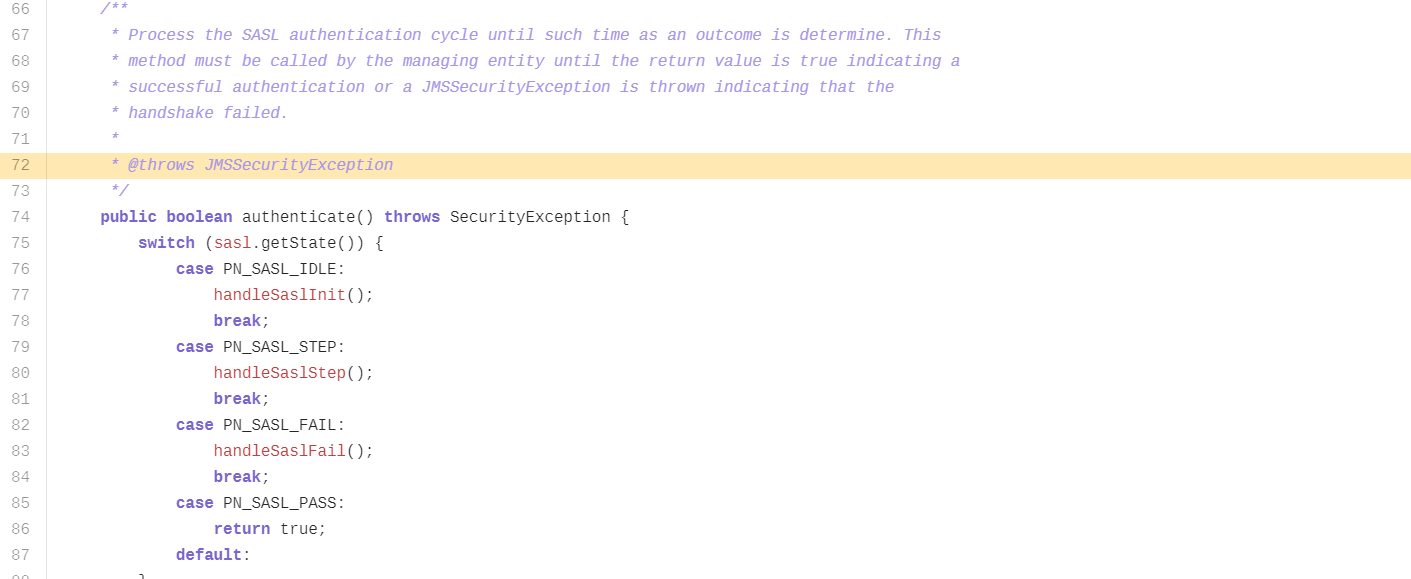 66 /**
67 * Process the SASL authentication cycle until such time as an outcome is determine. This
68 * method must be called by the managing entity until the return value is true indicating a
69 * successful authentication or a JMSSecurityException is thrown indicating that the
70 * handshake failed.
71 *
72 * @throws JMSSecurityException
73 */
74 public boolean authenticate() throws SecurityException {
75 switch (sasl.getState()) {
76 case PN_SASL_IDLE:
77 handleSaslInit();
78 break;
79 case PN_SASL_STEP:
80 handleSaslStep();
81 break;
82 case PN_SASL_FAIL:
83 handleSaslFail();
84 break;
85 case PN_SASL_PASS:
86 return true;
87 default: